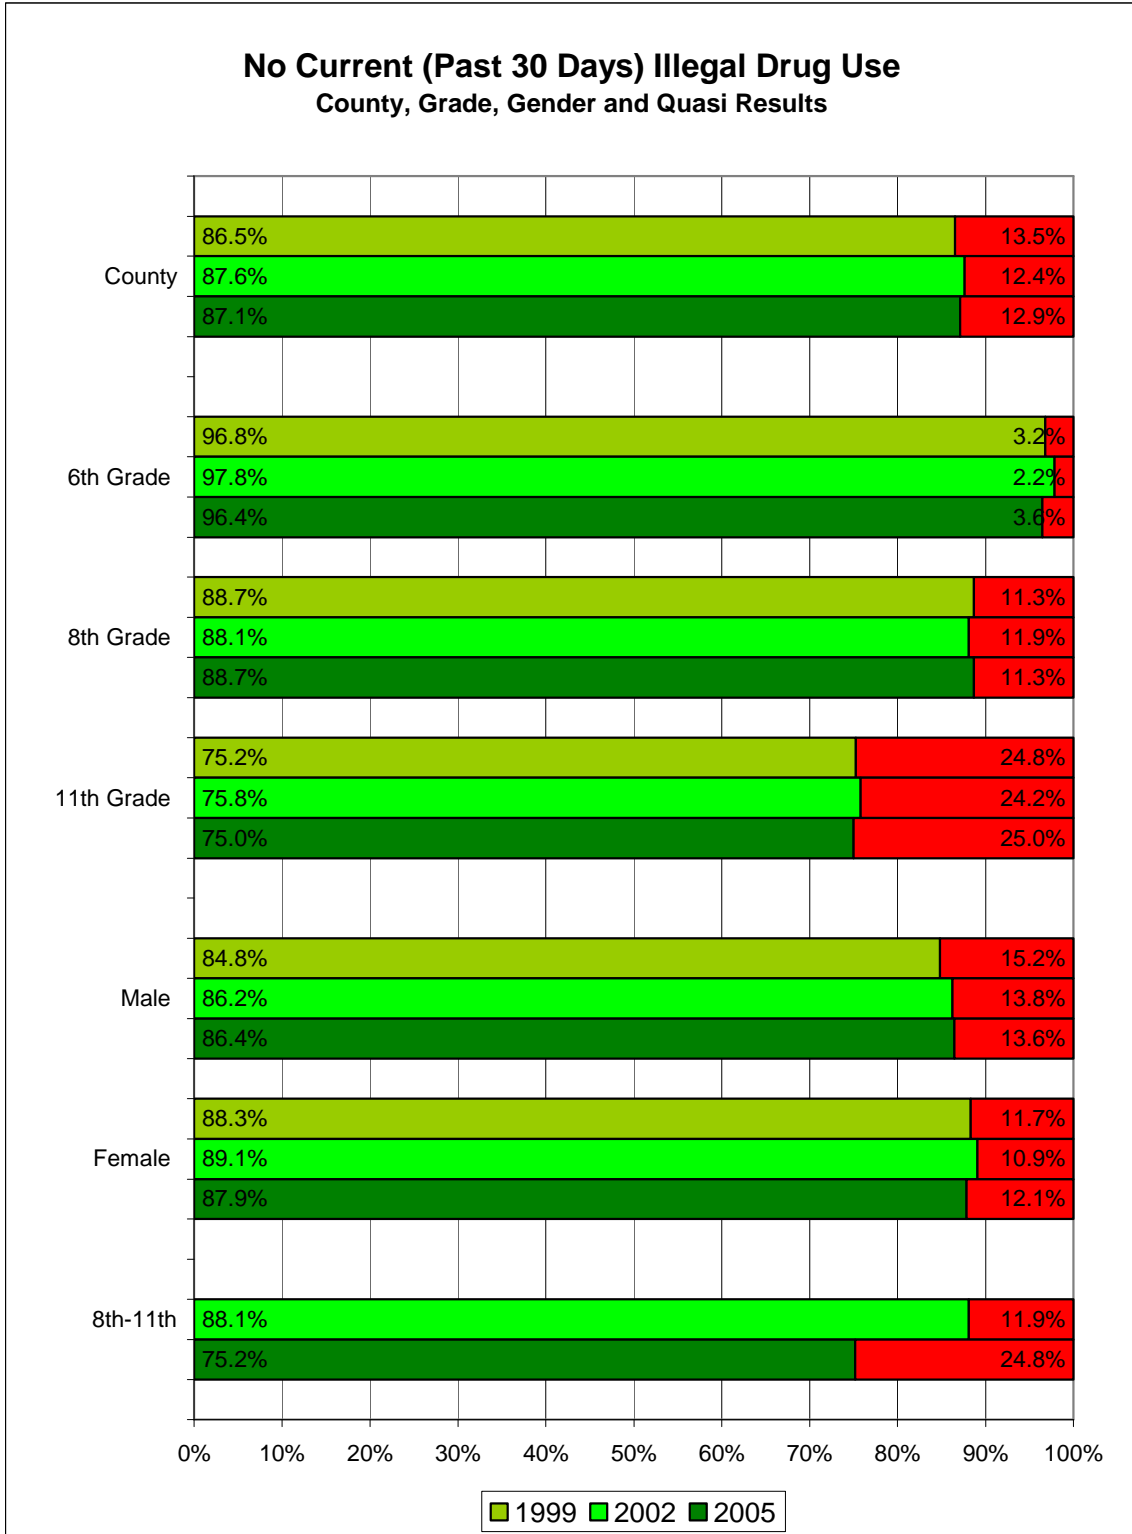 No Current (Past 30 Days) Illegal Drug Use
County, Grade, Gender and Quasi Results
86.5% 13.5%
County 87.6% 12.4%
87.1% 12.9%
96.8% 3.2%
6th Grade 97.8% 2.2%
96.4% 3.6%
88.7% 11.3%
8th Grade 88.1% 11.9%
88.7% 11.3%
75.2% 24.8%
11th Grade 75.8% 24.2%
75.0% 25.0%
84.8% 15.2%
Male 86.2% 13.8%
86.4% 13.6%
88.3% 11.7%
Female 89.1% 10.9%
87.9% 12.1%
8th-11th 88.1% 11.9%
75.2% 24.8%
0% 10% 20% 30% 40% 50% 60% 70% 80% 90% 100%
1999 2002 2005